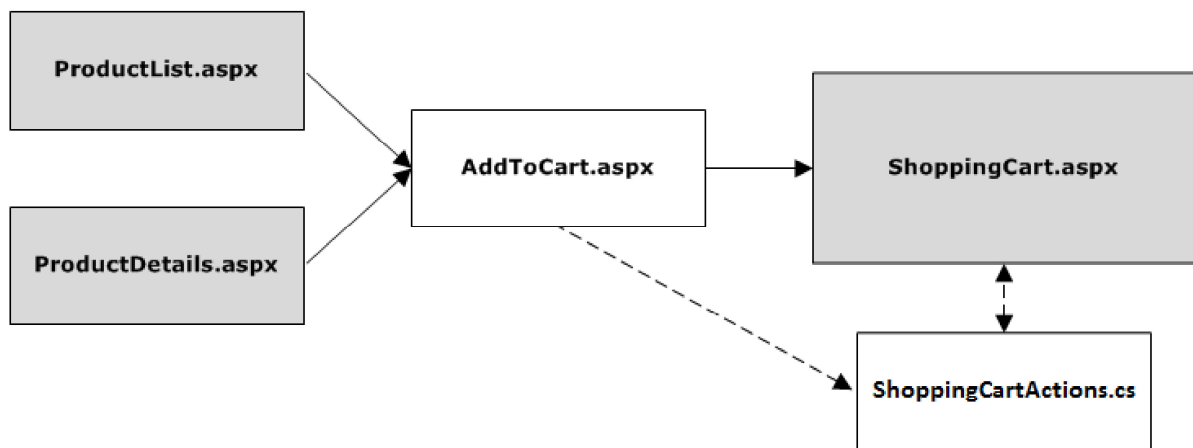 ProductList.aspx
ProductDetails.aspx
AddToCart.aspx
ShoppingCart.aspx
ShoppingCartActions.cs